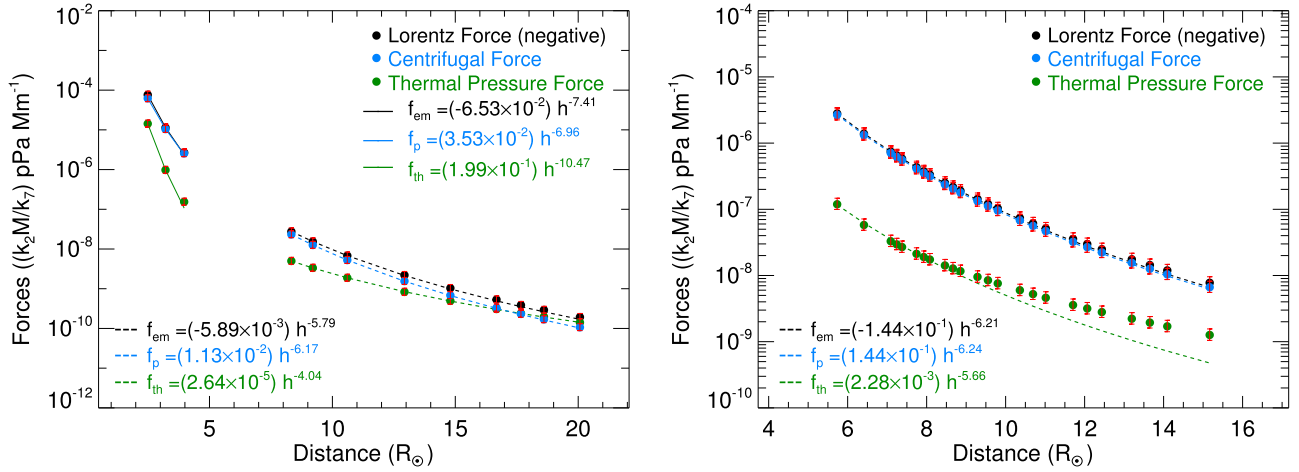 Lorentz Force (negative)
Centrifugal Force
Thermal Pressure Force
f_em =(-6.53×10^-2) h^-7.41
f_p =(3.53×10^-2) h^-6.96
f_th =(1.99×10^-1) h^-10.47
f_em =(-5.89×10^-3) h^-5.79
f_p =(1.13×10^-2) h^-6.17
f_th =(2.64×10^-5) h^-4.04
Forces ((k_2M/k_7) pPa Mm^-1)
10^-2
10^-4
10^-6
10^-8
10^-10
10^-12
5 10 15 20
Distance (R_☉)
Lorentz Force (negative)
Centrifugal Force
Thermal Pressure Force
f_em =(-1.44×10^-1) h^-6.21
f_p =(1.44×10^-1) h^-6.24
f_th =(2.28×10^-3) h^-5.66
Forces ((k_2M/k_7) pPa Mm^-1)
10^-4
10^-5
10^-6
10^-7
10^-8
10^-9
10^-10
4 6 8 10 12 14 16
Distance (R_☉)